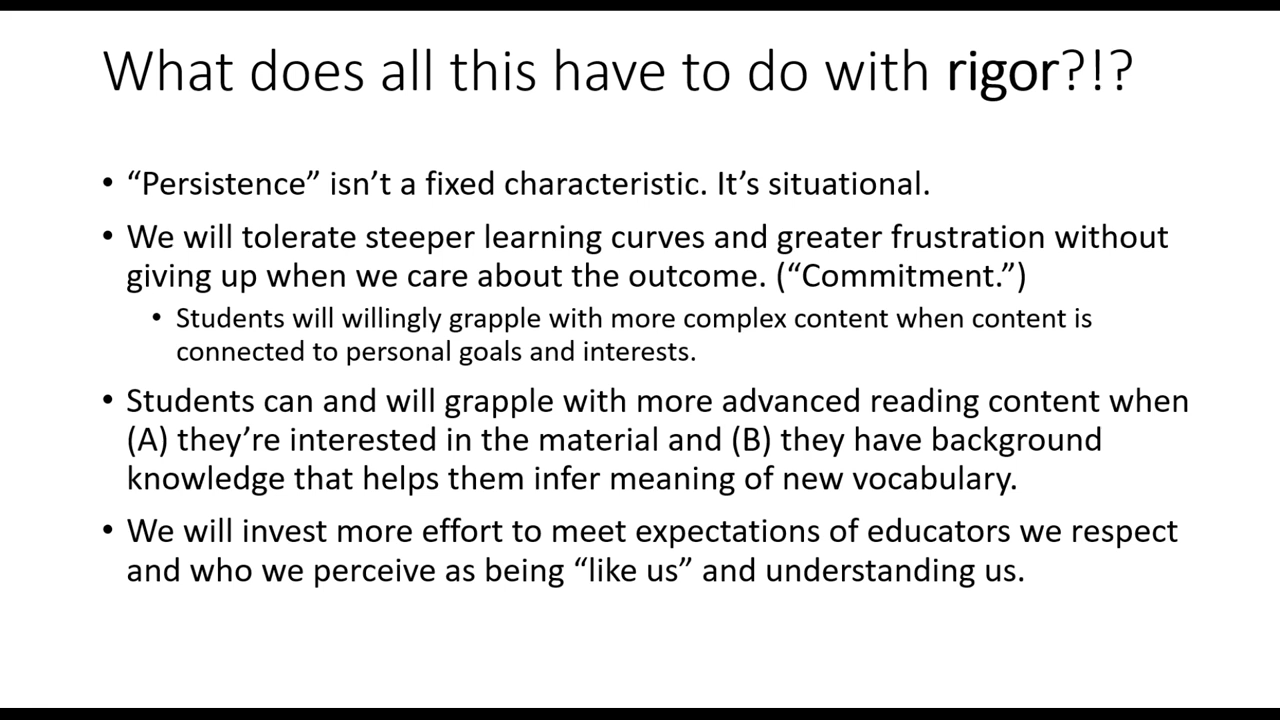 What does all this have to do with rigor?!?
• “Persistence” isn’t a fixed characteristic. It’s situational.
• We will tolerate steeper learning curves and greater frustration without
giving up when we care about the outcome. (“Commitment.”)
• Students will willingly grapple with more complex content when content is
connected to personal goals and interests.
• Students can and will grapple with more advanced reading content when
(A) they’re interested in the material and (B) they have background
knowledge that helps them infer meaning of new vocabulary.
• We will invest more effort to meet expectations of educators we respect
and who we perceive as being “like us” and understanding us.